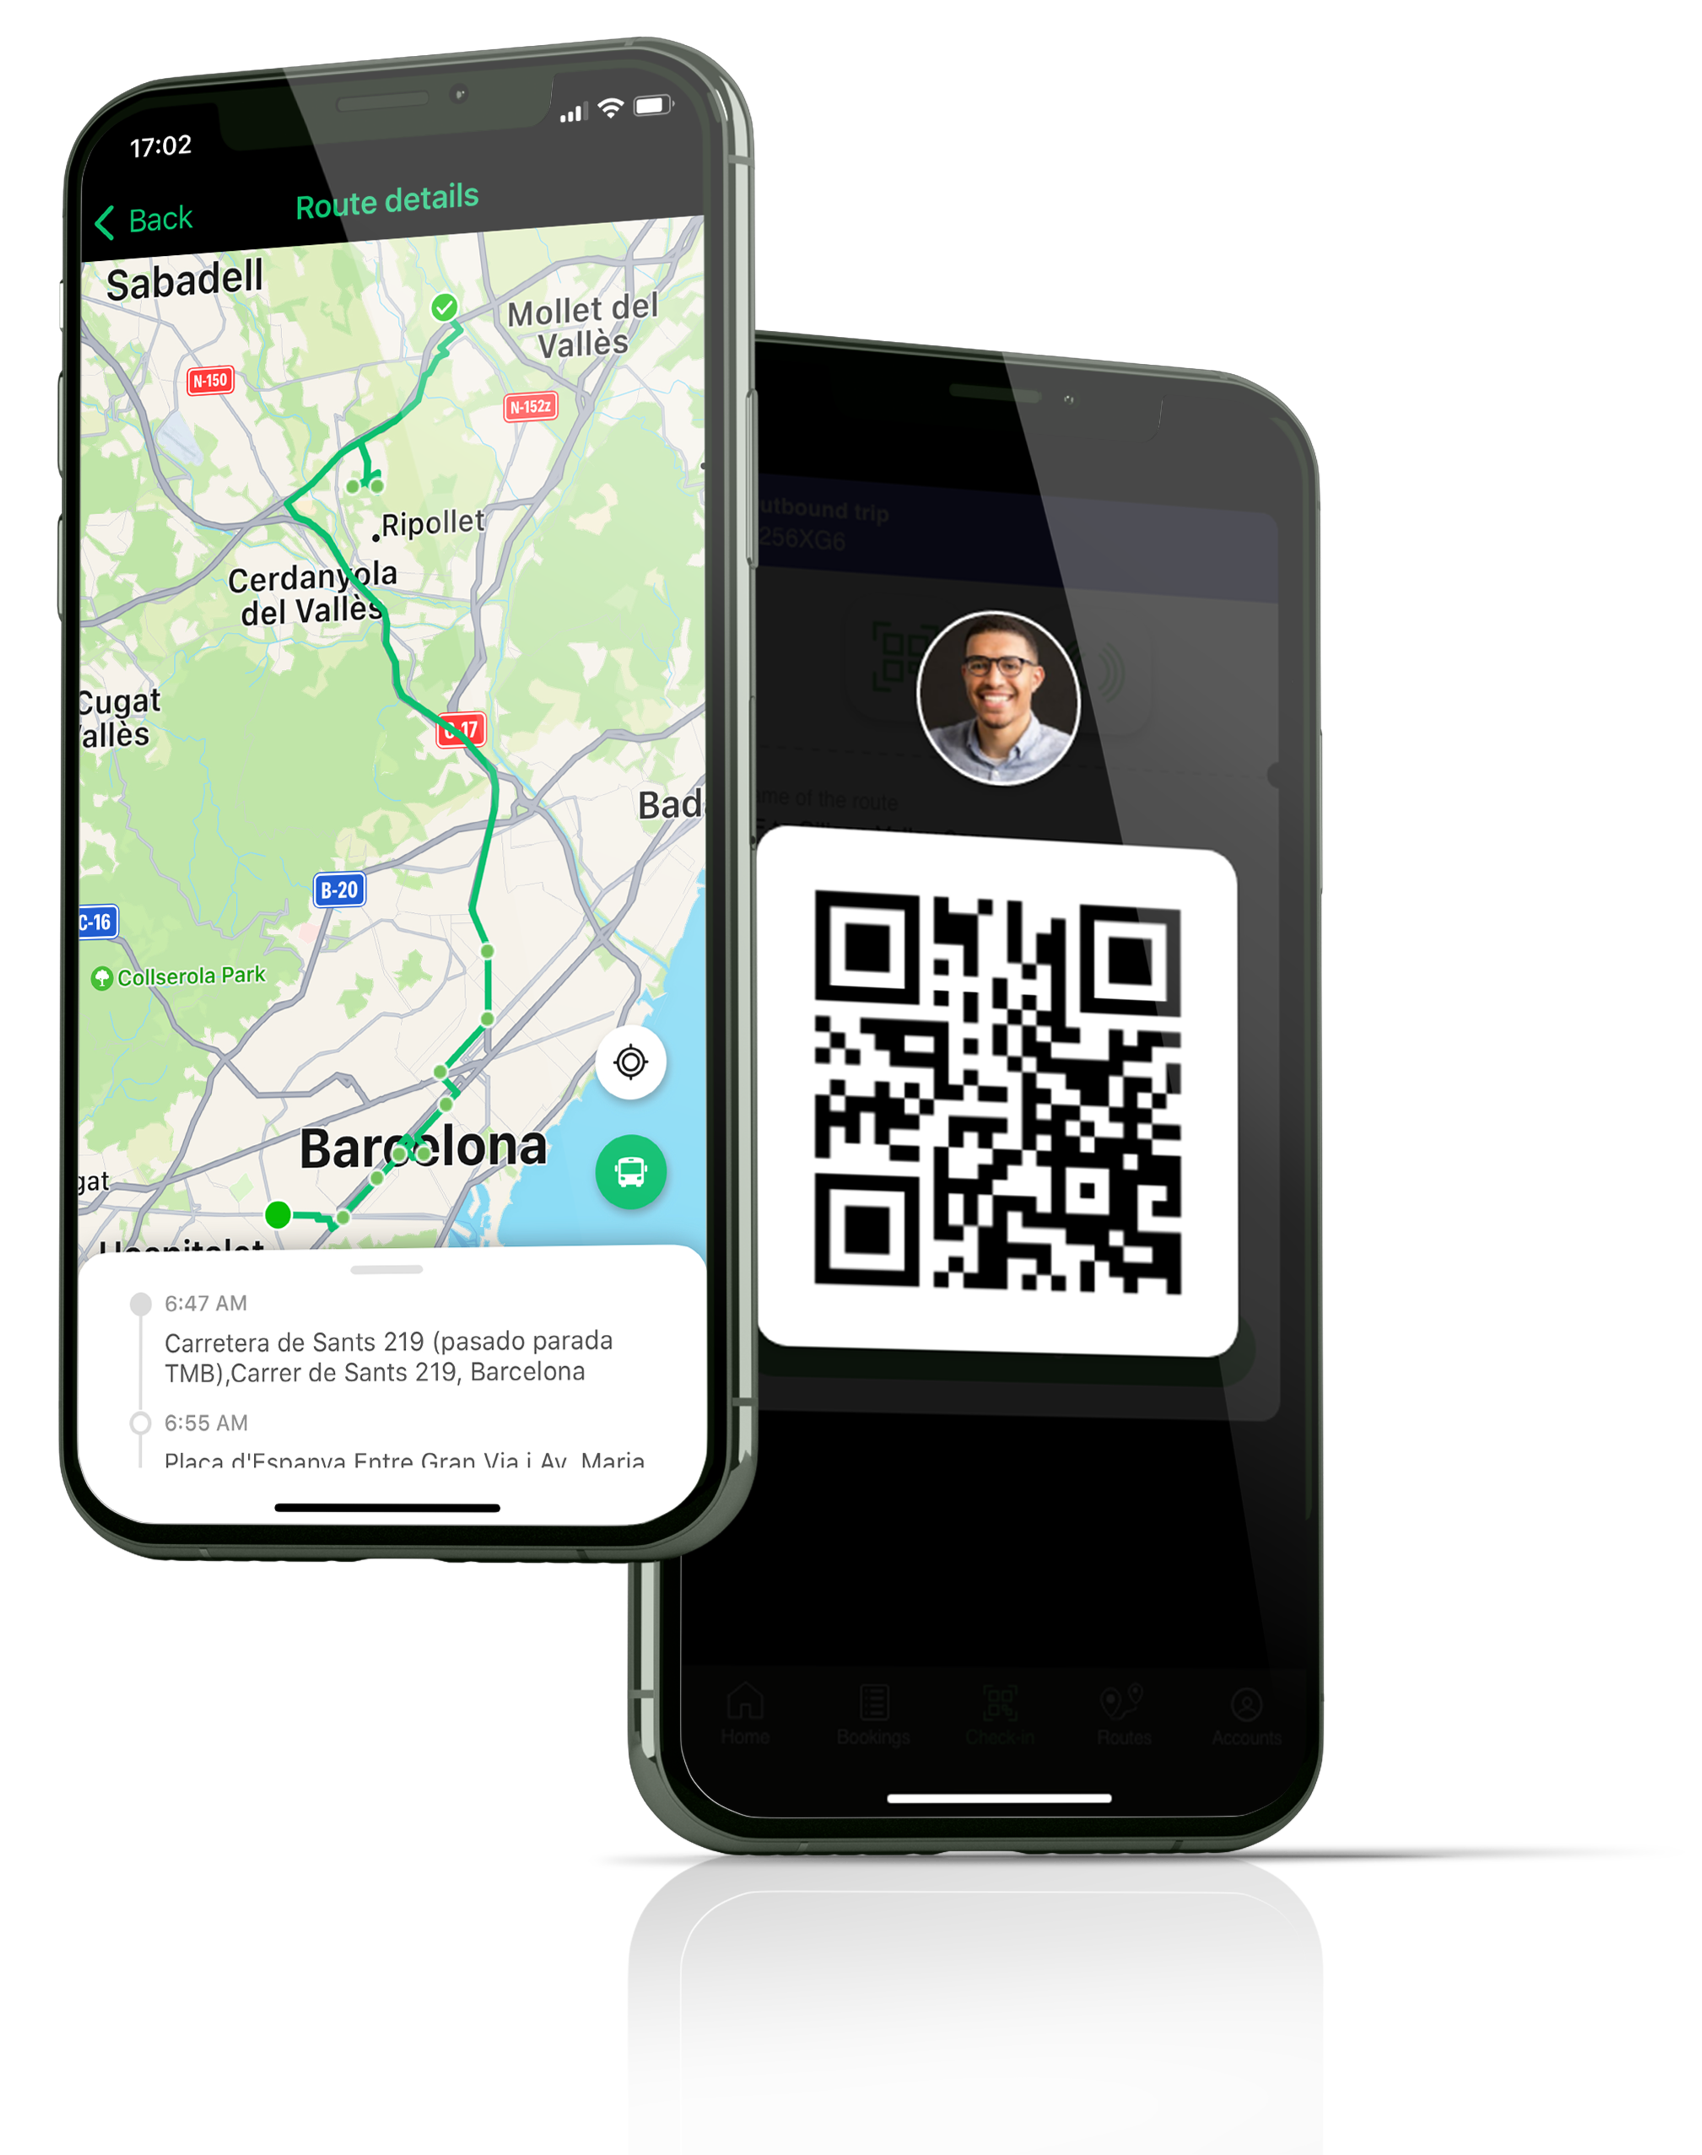 17:02
Back
Route details
Sabadell
Mollet del
Vallès
N-150
N-152z
Ripollet
Cerdanyola
del Vallès
Cugat
C-17
Bad
B-20
C-16
Collserola Park
Barcelona
gat
Hospitalet
6:47 AM
Carretera de Sants 219 (pasado parada
TMB),Carrer de Sants 219, Barcelona
6:55 AM
Plaça d'Espanya Entre Gran Via i Av. Maria
utbound trip
256XG6
ame of the route
Home
Bookings
Check-in
Routes
Accounts